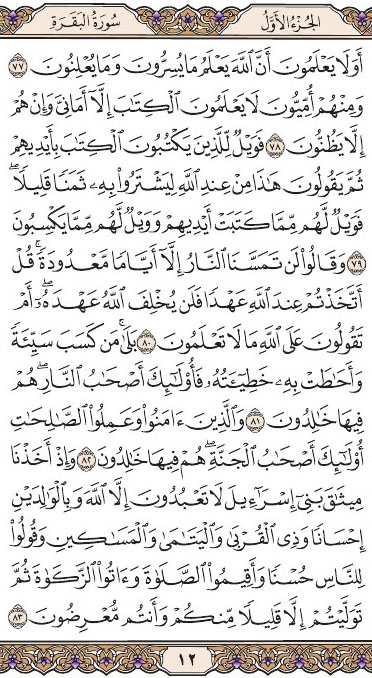 الجزء الأول سورة البقرة
أَوَلَا يَعْلَمُونَ أَنَّ ٱللَّهَ يَعْلَمُ مَا يُسِرُّونَ وَمَا يُعْلِنُونَ ٧٧
وَمِنْهُمْ أُمِّيُّونَ لَا يَعْلَمُونَ ٱلْكِتَٰبَ إِلَّآ أَمَانِىَّ وَإِنْ هُمْ
إِلَّا يَظُنُّونَ ٧٨ فَوَيْلٌ لِّلَّذِينَ يَكْتُبُونَ ٱلْكِتَٰبَ بِأَيْدِيهِمْ
ثُمَّ يَقُولُونَ هَٰذَا مِنْ عِندِ ٱللَّهِ لِيَشْتَرُوا۟ بِهِۦ ثَمَنًا قَلِيلًا ۖ
فَوَيْلٌ لَّهُم مِّمَّا كَتَبَتْ أَيْدِيهِمْ وَوَيْلٌ لَّهُم مِّمَّا يَكْسِبُونَ
٧٩ وَقَالُوا۟ لَن تَمَسَّنَا ٱلنَّارُ إِلَّآ أَيَّامًا مَّعْدُودَةً ۚ قُلْ
أَتَّخَذْتُمْ عِندَ ٱللَّهِ عَهْدًا فَلَن يُخْلِفَ ٱللَّهُ عَهْدَهُۥٓ ۖ أَمْ
تَقُولُونَ عَلَى ٱللَّهِ مَا لَا تَعْلَمُونَ ٨٠ بَلَىٰ مَن كَسَبَ سَيِّئَةً
وَأَحَٰطَتْ بِهِۦ خَطِيٓـَٔتُهُۥ فَأُو۟لَٰٓئِكَ أَصْحَٰبُ ٱلنَّارِ ۖ هُمْ
فِيهَا خَٰلِدُونَ ٨١ وَٱلَّذِينَ ءَامَنُوا۟ وَعَمِلُوا۟ ٱلصَّٰلِحَٰتِ
أُو۟لَٰٓئِكَ أَصْحَٰبُ ٱلْجَنَّةِ ۖ هُمْ فِيهَا خَٰلِدُونَ ٨٢ وَإِذْ أَخَذْنَا
مِيثَٰقَ بَنِىٓ إِسْرَٰٓءِيلَ لَا تَعْبُدُونَ إِلَّا ٱللَّهَ وَبِٱلْوَٰلِدَيْنِ
إِحْسَانًا وَذِى ٱلْقُرْبَىٰ وَٱلْيَتَٰمَىٰ وَٱلْمَسَٰكِينِ وَقُولُوا۟
لِلنَّاسِ حُسْنًا وَأَقِيمُوا۟ ٱلصَّلَوٰةَ وَءَاتُوا۟ ٱلزَّكَوٰةَ ثُمَّ
تَوَلَّيْتُمْ إِلَّا قَلِيلًا مِّنكُمْ وَأَنتُم مُّعْرِضُونَ ٨٣
١٢